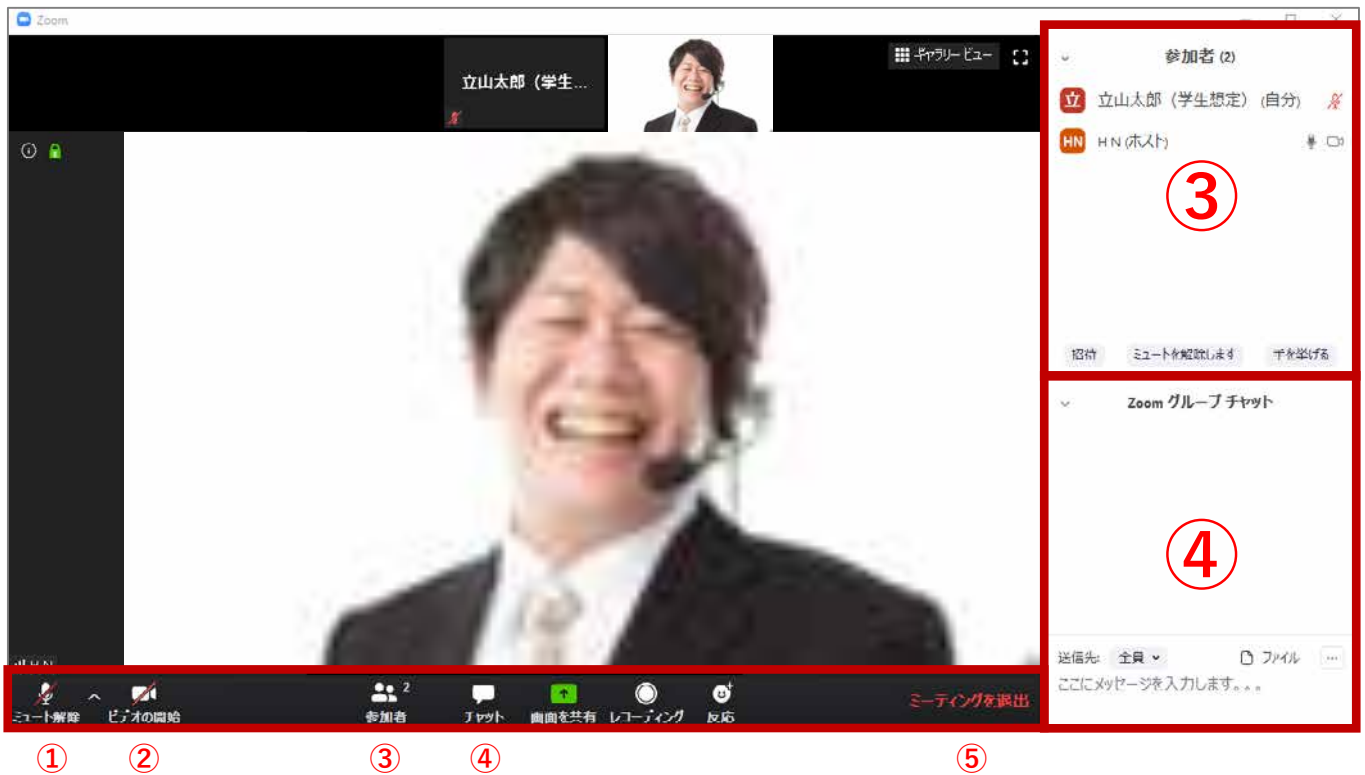 Zoom
立山太郎（学生...
ギャラリー ビュー
参加者 (2)
立 立山太郎（学生想定） (自分)
HN H N (ホスト)
③
招待 ミュートを解除します 手を挙げる
Zoom グループ チャット
④
送信先: 全員 ファイル ...
ここにメッセージを入力します。。。
H N
ミュート解除 ビデオの開始 参加者 2 チャット 画面を共有 レコーディング 反応 ミーティングを退出
① ② ③ ④ ⑤